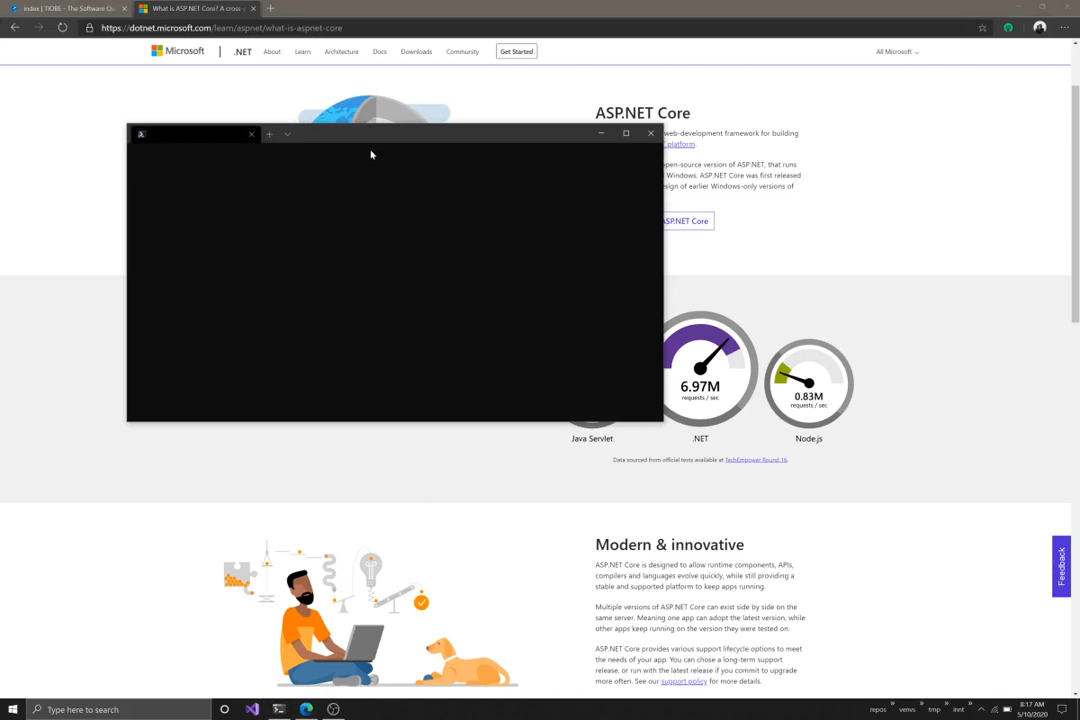 index | TIOBE - The Software Qu
What is ASP.NET Core? A cross-p
https://dotnet.microsoft.com/learn/aspnet/what-is-aspnet-core
Microsoft
.NET
About
Learn
Architecture
Docs
Downloads
Community
Get Started
All Microsoft
ASP.NET Core
web-development framework for building
platform.
open-source version of ASP.NET, that runs
Windows. ASP.NET Core was first released
design of earlier Windows-only versions of
ASP.NET Core
6.97M
requests / sec
0.83M
requests / sec
Java Servlet
.NET
Node.js
Data sourced from official tests available at TechEmpower Round 16.
Modern & innovative
ASP.NET Core is designed to allow runtime components, APIs,
compilers and languages evolve quickly, while still providing a
stable and supported platform to keep apps running.
Multiple versions of ASP.NET Core can exist side by side on the
same server. Meaning one app can adopt the latest version, while
other apps keep running on the version they were tested on.
ASP.NET Core provides various support lifecycle options to meet
the needs of your app. You can chose a long-term support
release, or run with the latest release if you commit to upgrade
more often. See our support policy for more details.
Feedback
Type here to search
repos
venvs
tmp
innt
8:17 AM
5/10/2020